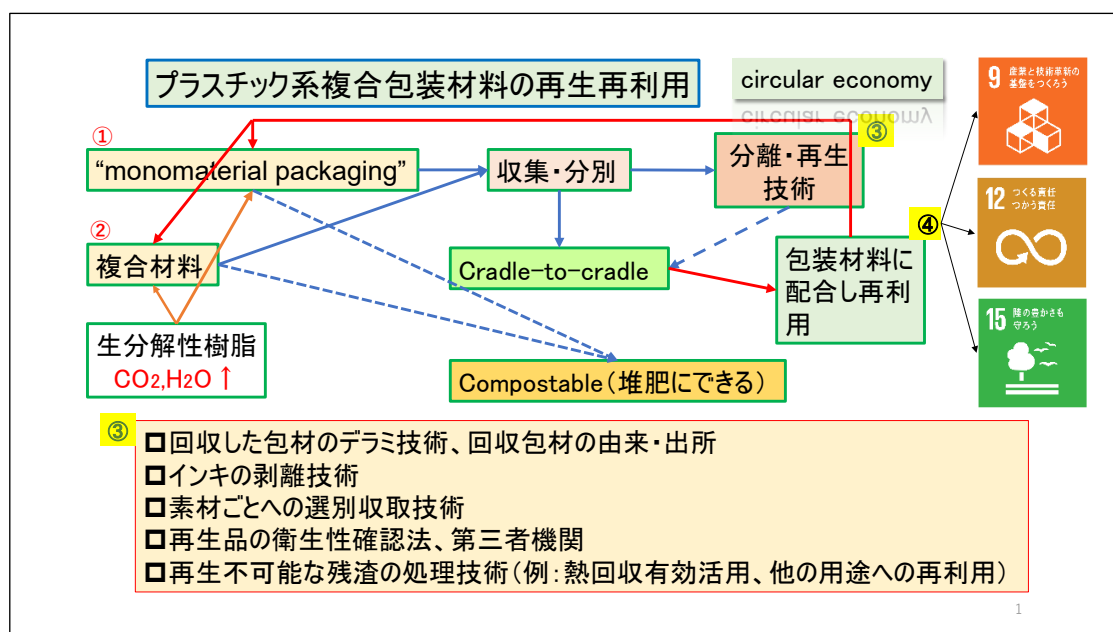 プラスチック系複合包装材料の再生再利用
circular economy
①
"monomaterial packaging"
収集・分別
③
分離・再生
技術
②
複合材料
Cradle-to-cradle
包装材料に
配合し再利
用
④
生分解性樹脂
CO2,H2O↑
Compostable(堆肥にできる)
9 産業と技術革新の
基盤をつくろう
12 つくる責任
つかう責任
15 陸の豊かさも
守ろう
③
回収した包材のデラミ技術、回収包材の由来・出所
インキの剥離技術
素材ごとへの選別収取技術
再生品の衛生性確認法、第三者機関
再生不可能な残渣の処理技術(例:熱回収有効活用、他の用途への再利用)
1